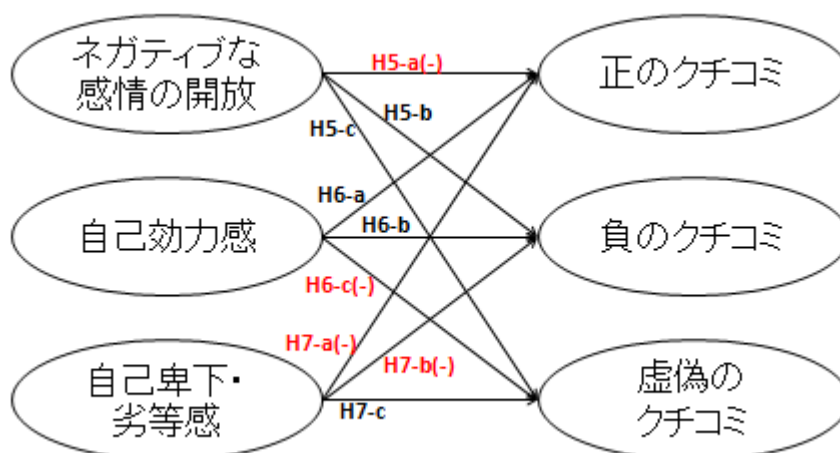 ネガティブな
感情の開放
H5-a(-)
正のクチコミ
H5-b
H5-c
H6-a
自己効力感
H6-b
負のクチコミ
H6-c(-)
H7-a(-)
H7-b(-)
自己卑下・
劣等感
H7-c
虚偽の
クチコミ